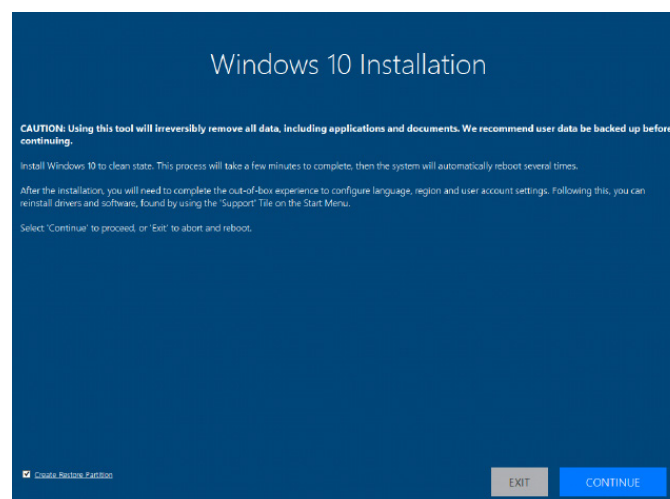 Windows 10 Installation
CAUTION: Using this tool will irreversibly remove all data, including applications and documents. We recommend user data be backed up before
continuing.
Install Windows 10 to clean state. This process will take a few minutes to complete, then the system will automatically reboot several times.
After the installation, you will need to complete the out-of-box experience to configure language, region and user account settings. Following this, you can
reinstall drivers and software, found by using the 'Support' Tile on the Start Menu.
Select 'Continue' to proceed, or 'Exit' to abort and reboot.
Create Restore Partition
EXIT
CONTINUE